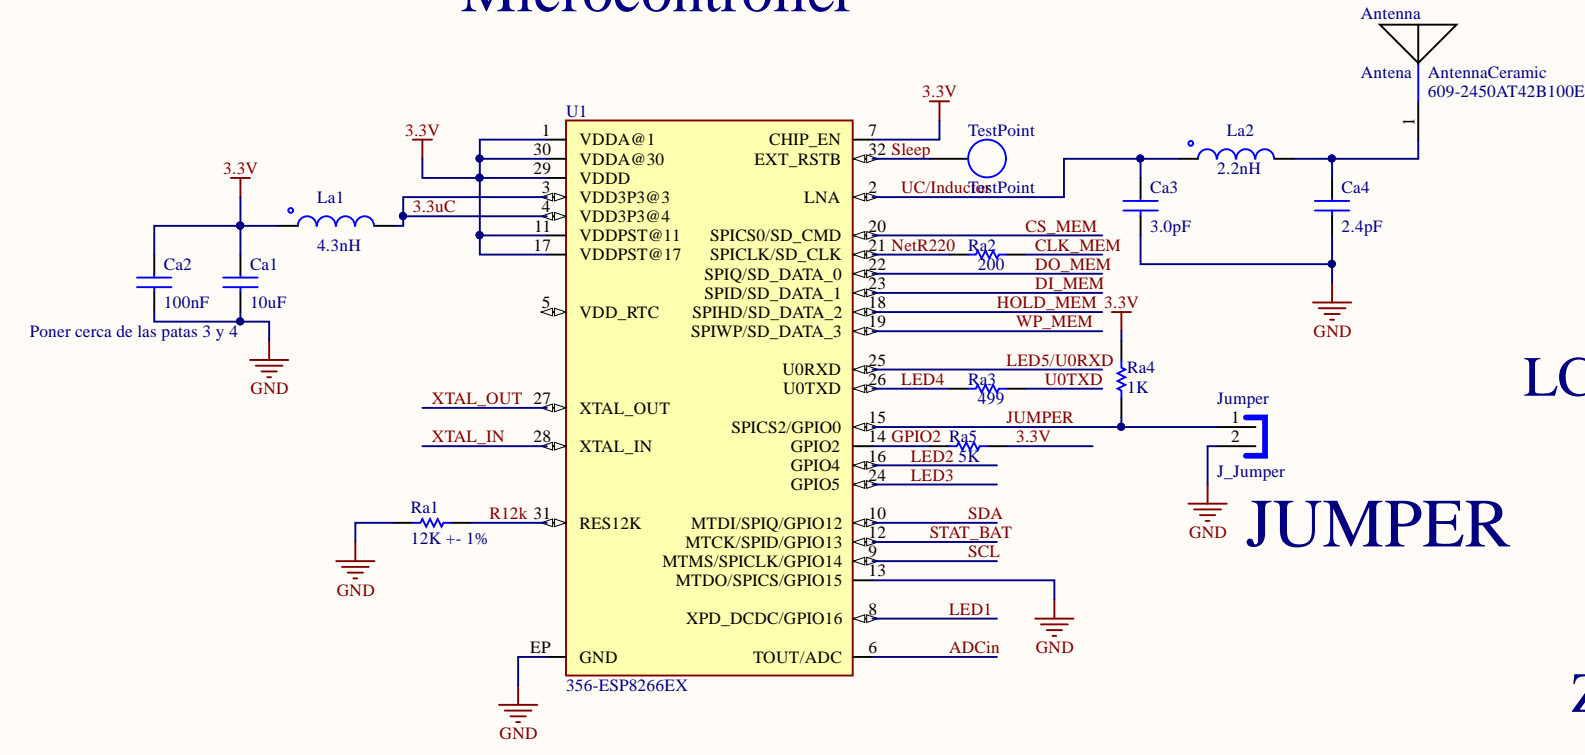 Microcontroller
Antenna
Antena
AntennaCeramic
609-2450AT42B100E
1
U1
3.3V
3.3V
3.3V
La1
4.3nH
3.3uC
Ca2
100nF
Ca1
10uF
Poner cerca de las patas 3 y 4
GND
1 VDDA@1
30 VDDA@30
29 VDDD
3 VDD3P3@3
4 VDD3P3@4
11 VDDPST@11
17 VDDPST@17
5 VDD_RTC
XTAL_OUT 27 XTAL_OUT
XTAL_IN 28 XTAL_IN
Ra1
12K +- 1%
R12k 31 RES12K
GND
EP GND
GND
356-ESP8266EX
CHIP_EN 7
EXT_RSTB 32 Sleep
TestPoint
TestPoint
LNA 2 UC/Inductor
SPICS0/SD_CMD 20 CS_MEM
SPICLK/SD_CLK 21 NetR220 Ra2 CLK_MEM
200
SPIQ/SD_DATA_0 22 DO_MEM
SPID/SD_DATA_1 23 DI_MEM
SPIHD/SD_DATA_2 18 HOLD_MEM 3.3V
SPIWP/SD_DATA_3 19 WP_MEM
U0RXD 25 LED5/U0RXD
U0TXD 26 LED4 Ra3 U0TXD
499
Ra4
1K
SPICS2/GPIO0 15 JUMPER
GPIO2 14 GPIO2 Ra5 3.3V
5K
GPIO4 16 LED2
GPIO5 24 LED3
MTDI/SPIQ/GPIO12 10 SDA
MTCK/SPID/GPIO13 12 STAT_BAT
MTMS/SPICLK/GPIO14 9 SCL
MTDO/SPICS/GPIO15 13
XPD_DCDC/GPIO16 8 LED1
TOUT/ADC 6 ADCin
GND
La2
2.2nH
Ca3
3.0pF
Ca4
2.4pF
GND
Jumper
1
2
J_Jumper
GND
JUMPER
LO
Z